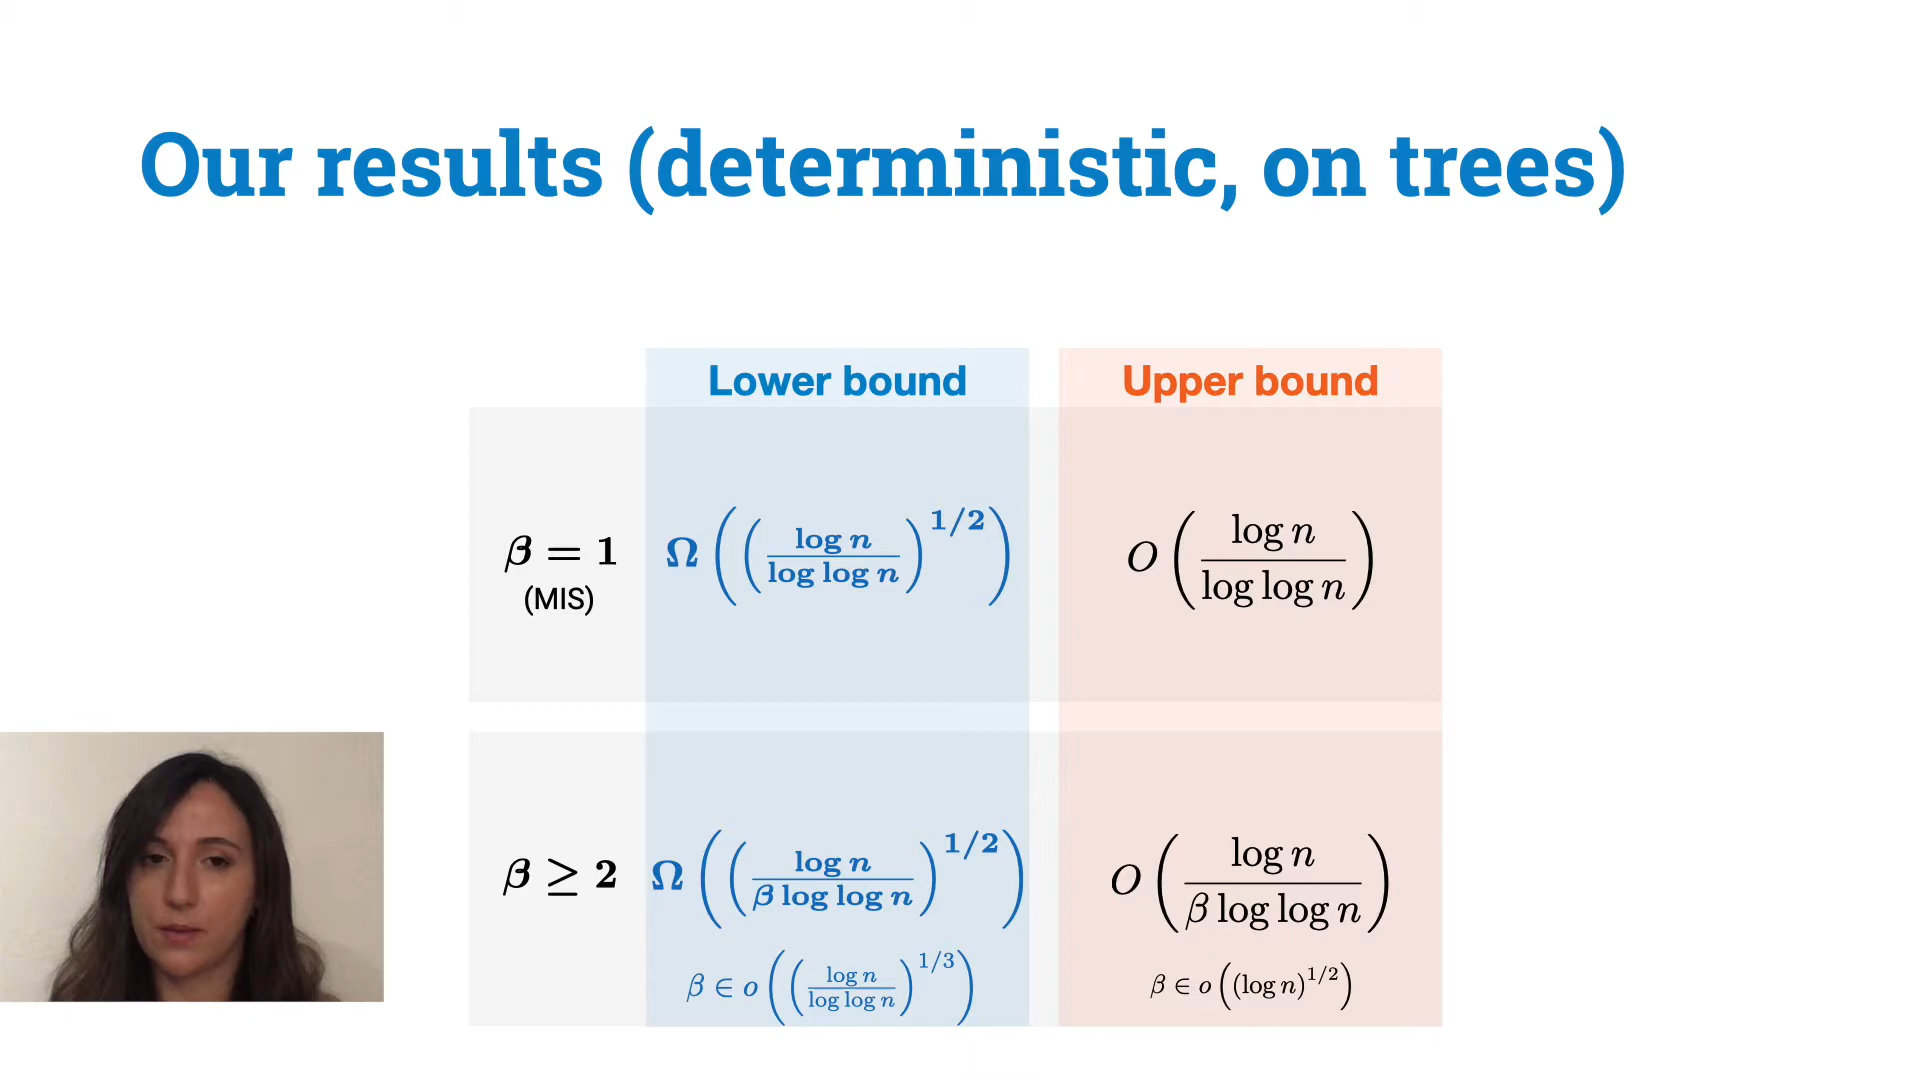 Our results (deterministic, on trees)
Lower bound
Upper bound
β = 1
(MIS)
Ω((log n / log log n)^1/2)
O(log n / log log n)
β ≥ 2
Ω((log n / β log log n)^1/2)
β ∈ o((log n / log log n)^1/3)
O(log n / β log log n)
β ∈ o((log n)^1/2)